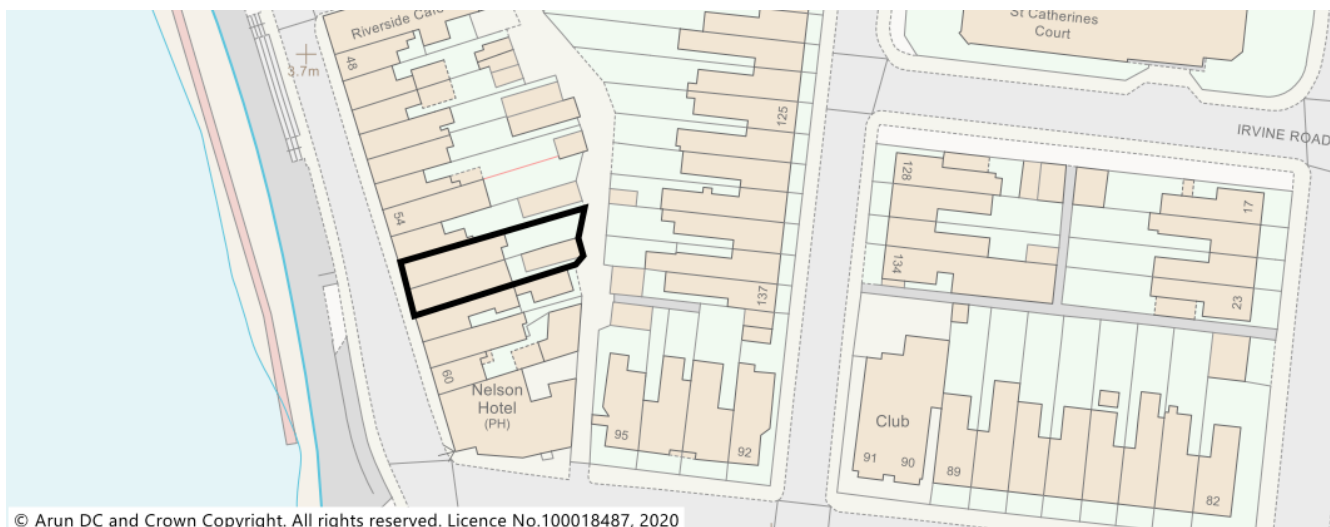 Riverside
St Catherines
Court
48
3.7m
125
IRVINE ROAD
128
17
54
134
23
137
60
Nelson
Hotel
(PH)
95
92
Club
91
90
89
82
© Arun DC and Crown Copyright. All rights reserved. Licence No.100018487, 2020